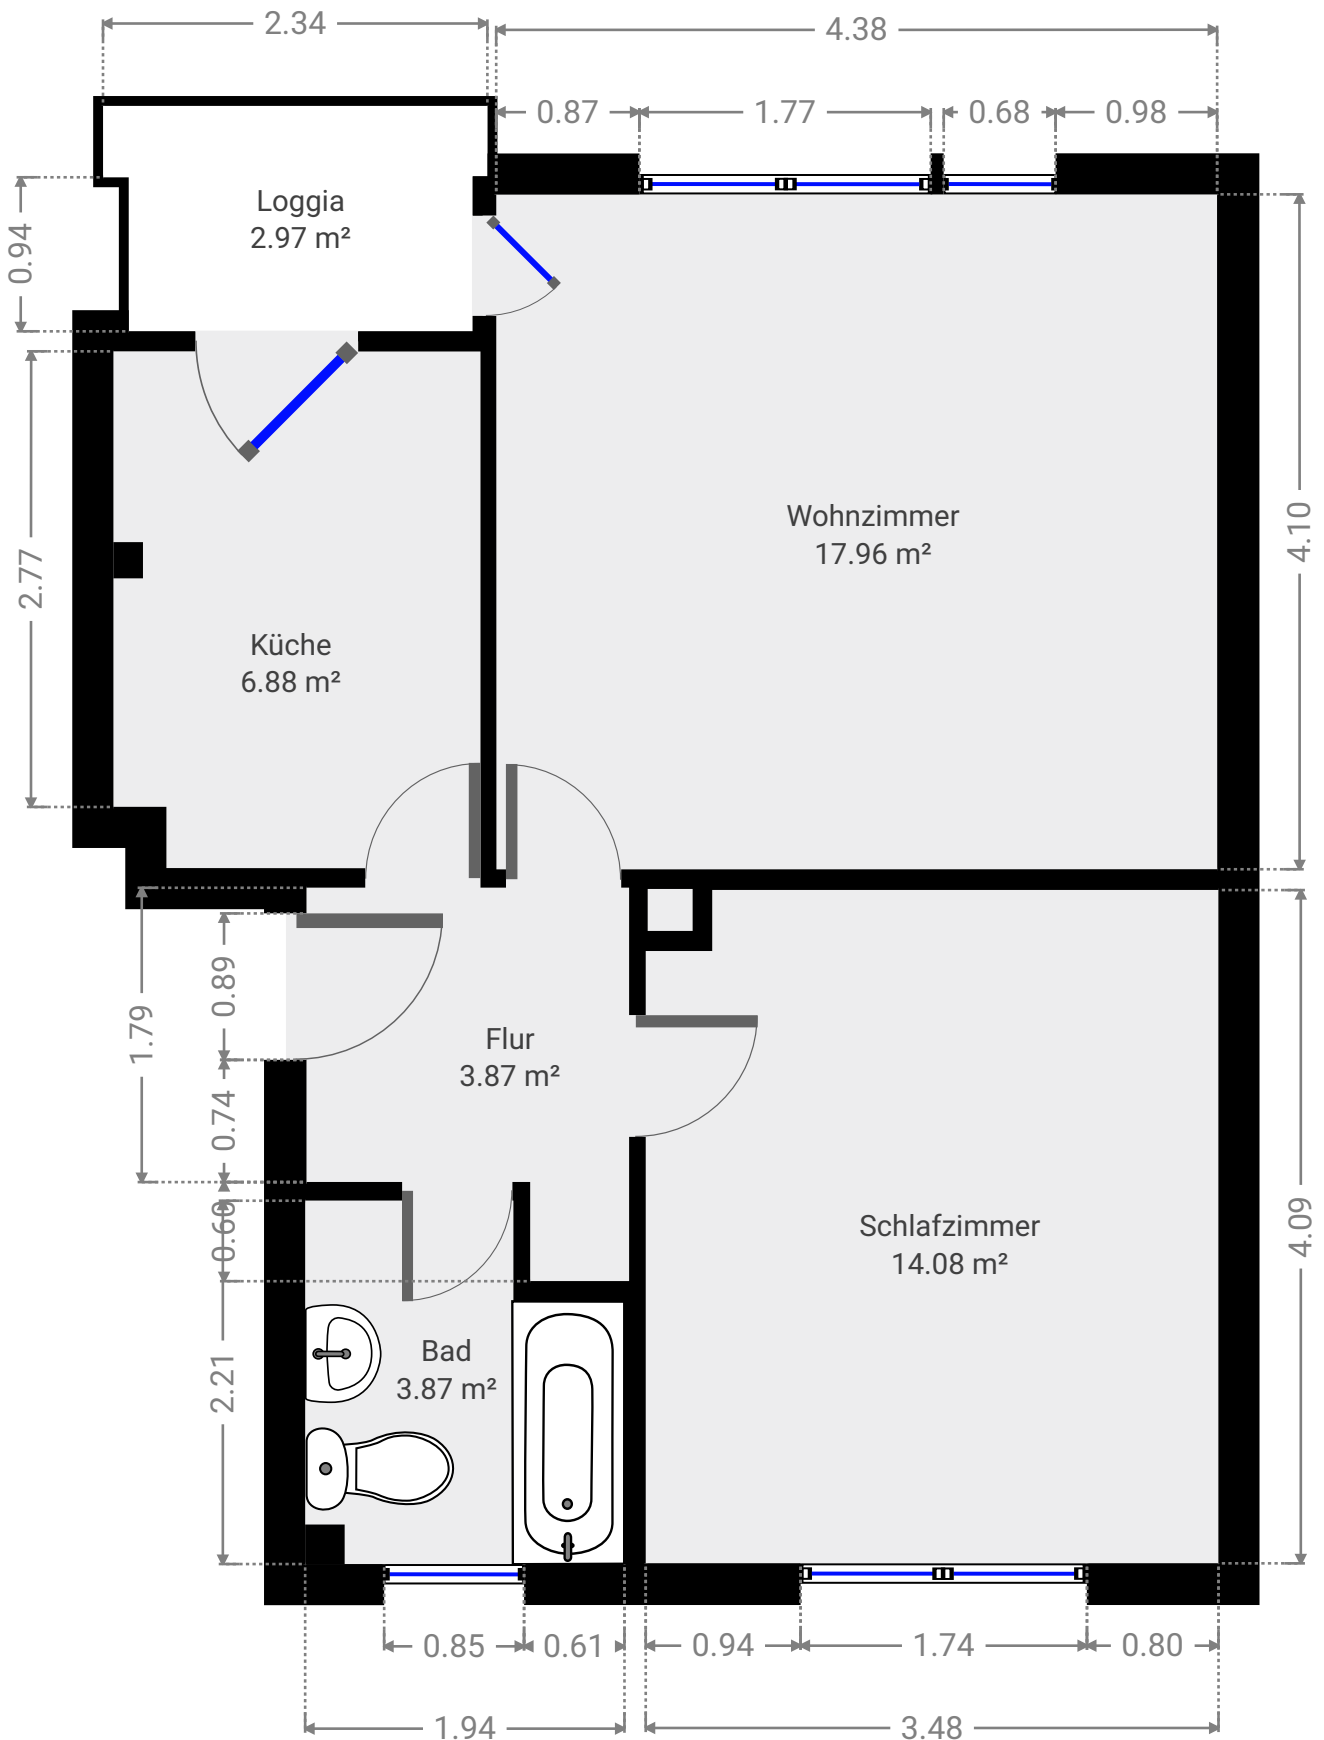 2.34
4.38
0.87
1.77
0.68
0.98
Loggia
2.97 m²
0.94
Wohnzimmer
17.96 m²
4.10
2.77
Küche
6.88 m²
0.89
1.79
Flur
3.87 m²
0.74
0.60
Schlafzimmer
14.08 m²
4.09
Bad
3.87 m²
2.21
0.85
0.61
0.94
1.74
0.80
1.94
3.48